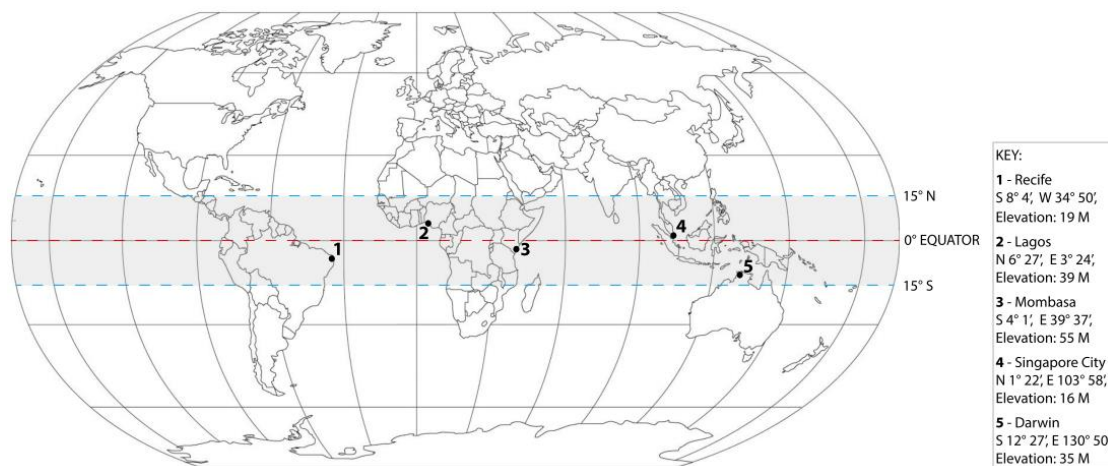 1
2
3
4
5
15° N
0° EQUATOR
15° S
KEY:
1 - Recife
S 8° 4’, W 34° 50’,
Elevation: 19 M
2 - Lagos
N 6° 27’, E 3° 24’,
Elevation: 39 M
3 - Mombasa
S 4° 1’, E 39° 37’,
Elevation: 55 M
4 - Singapore City
N 1° 22’, E 103° 58’,
Elevation: 16 M
5 - Darwin
S 12° 27’, E 130° 50
Elevation: 35 M